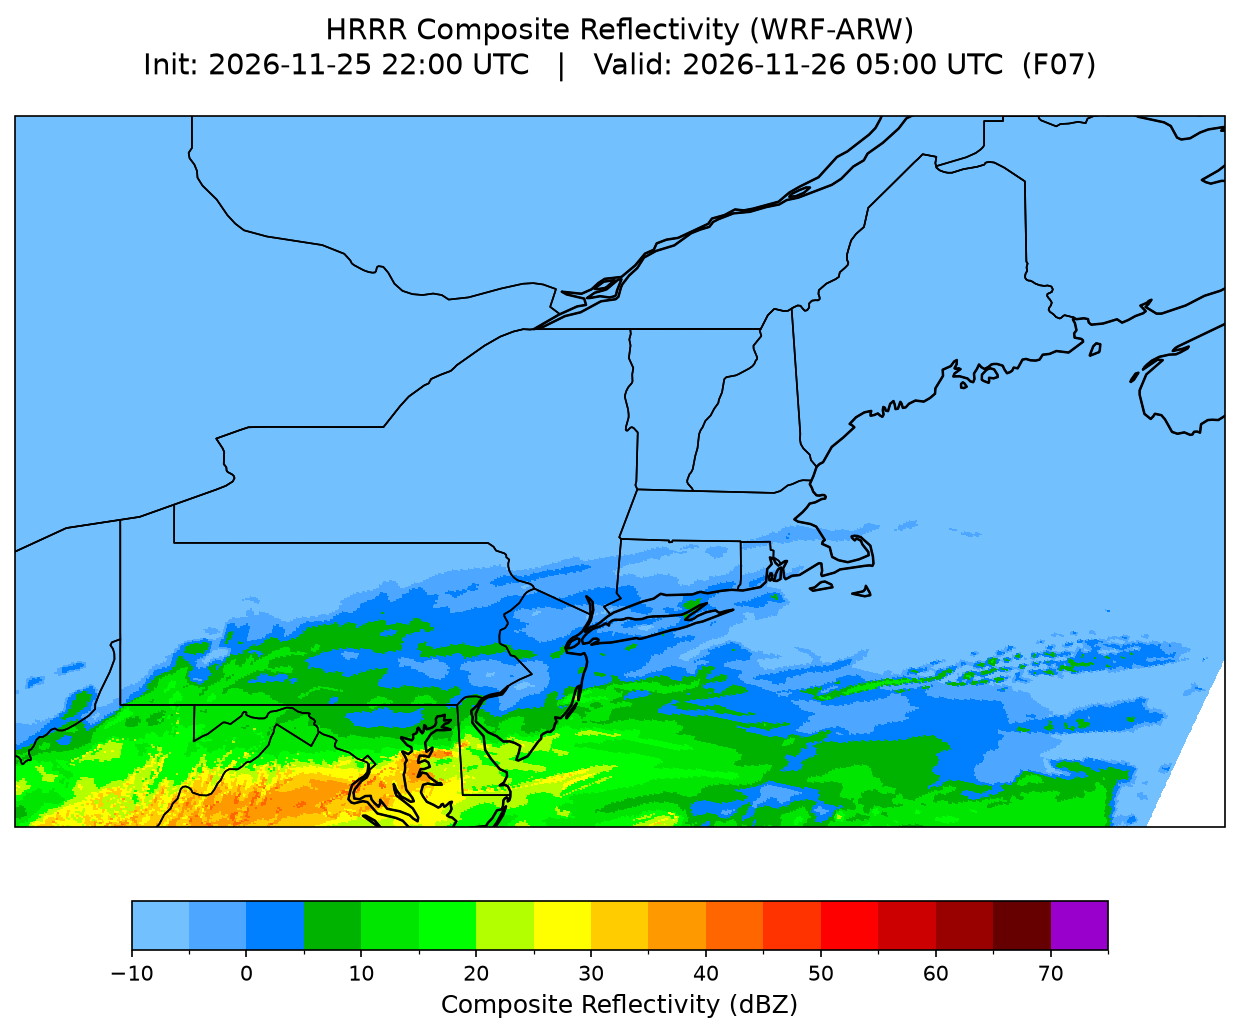 HRRR Composite Reflectivity (WRF-ARW)
Init: 2026-11-25 22:00 UTC | Valid: 2026-11-26 05:00 UTC (F07)
−10 0 10 20 30 40 50 60 70
Composite Reflectivity (dBZ)